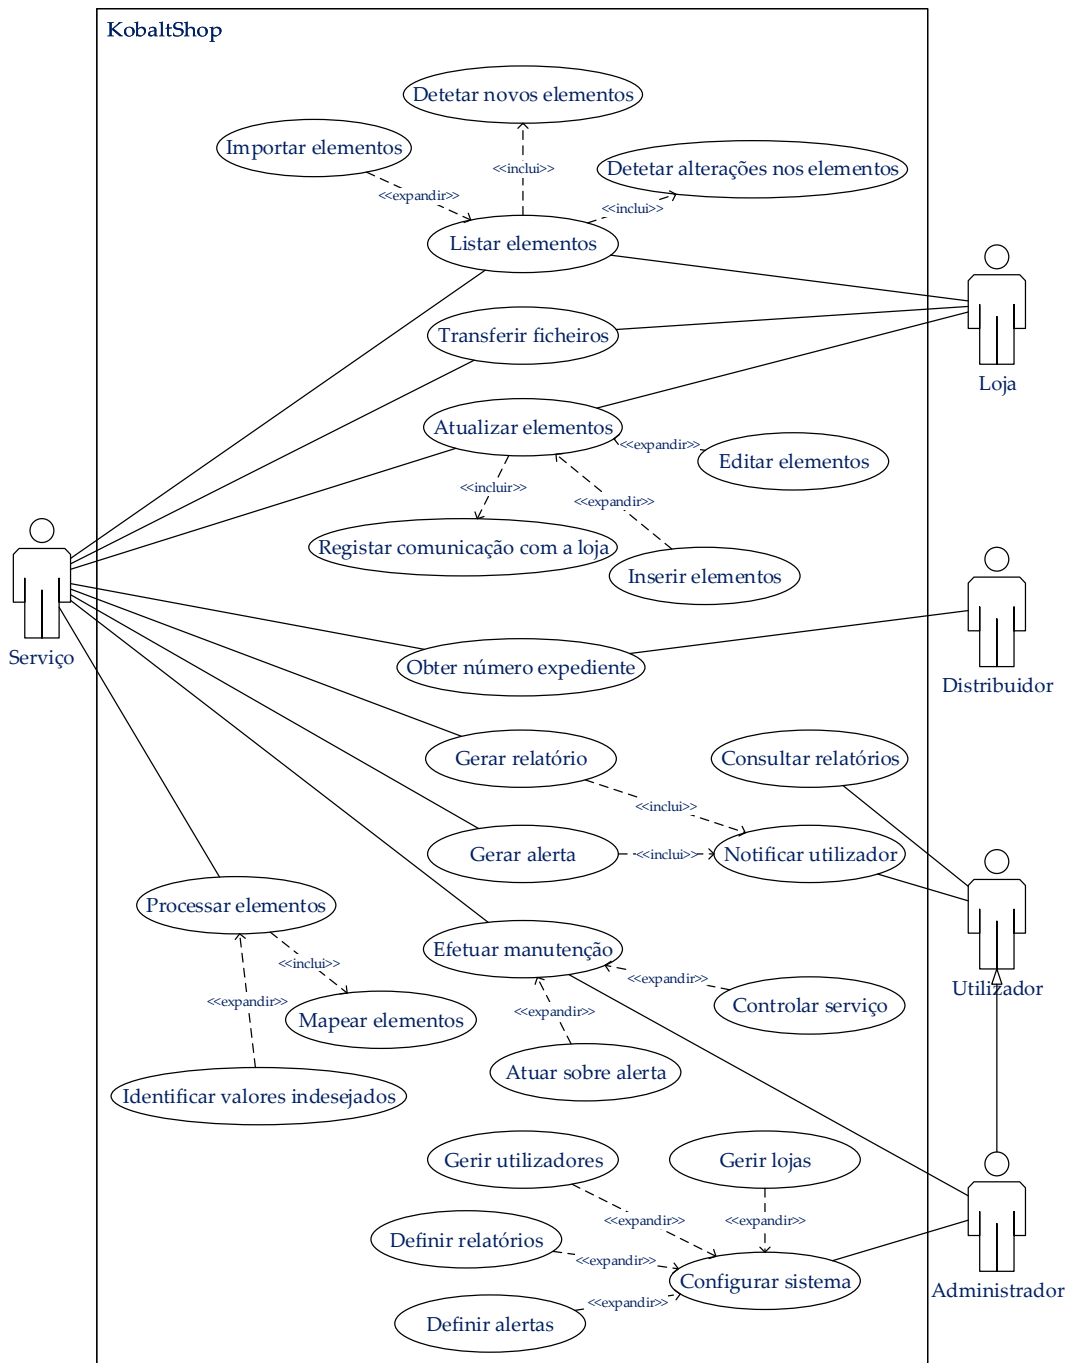 KobaltShop
Detetar novos elementos
Importar elementos
<<inclui>>
Detetar alterações nos elementos
<<expandir>>
<<inclui>>
Listar elementos
Transferir ficheiros
Loja
Atualizar elementos
<<expandir>>
Editar elementos
<<incluir>>
<<expandir>>
Registar comunicação com a loja
Inserir elementos
Serviço
Obter número expediente
Distribuidor
Gerar relatório
Consultar relatórios
<<inclui>>
Gerar alerta
<<inclui>>
Notificar utilizador
Processar elementos
Efetuar manutenção
<<inclui>>
<<expandir>>
Utilizador
<<expandir>>
Controlar serviço
<<expandir>>
Mapear elementos
Atuar sobre alerta
Identificar valores indesejados
Gerir utilizadores
Gerir lojas
<<expandir>>
<<expandir>>
Definir relatórios
<<expandir>>
Configurar sistema
Administrador
<<expandir>>
Definir alertas